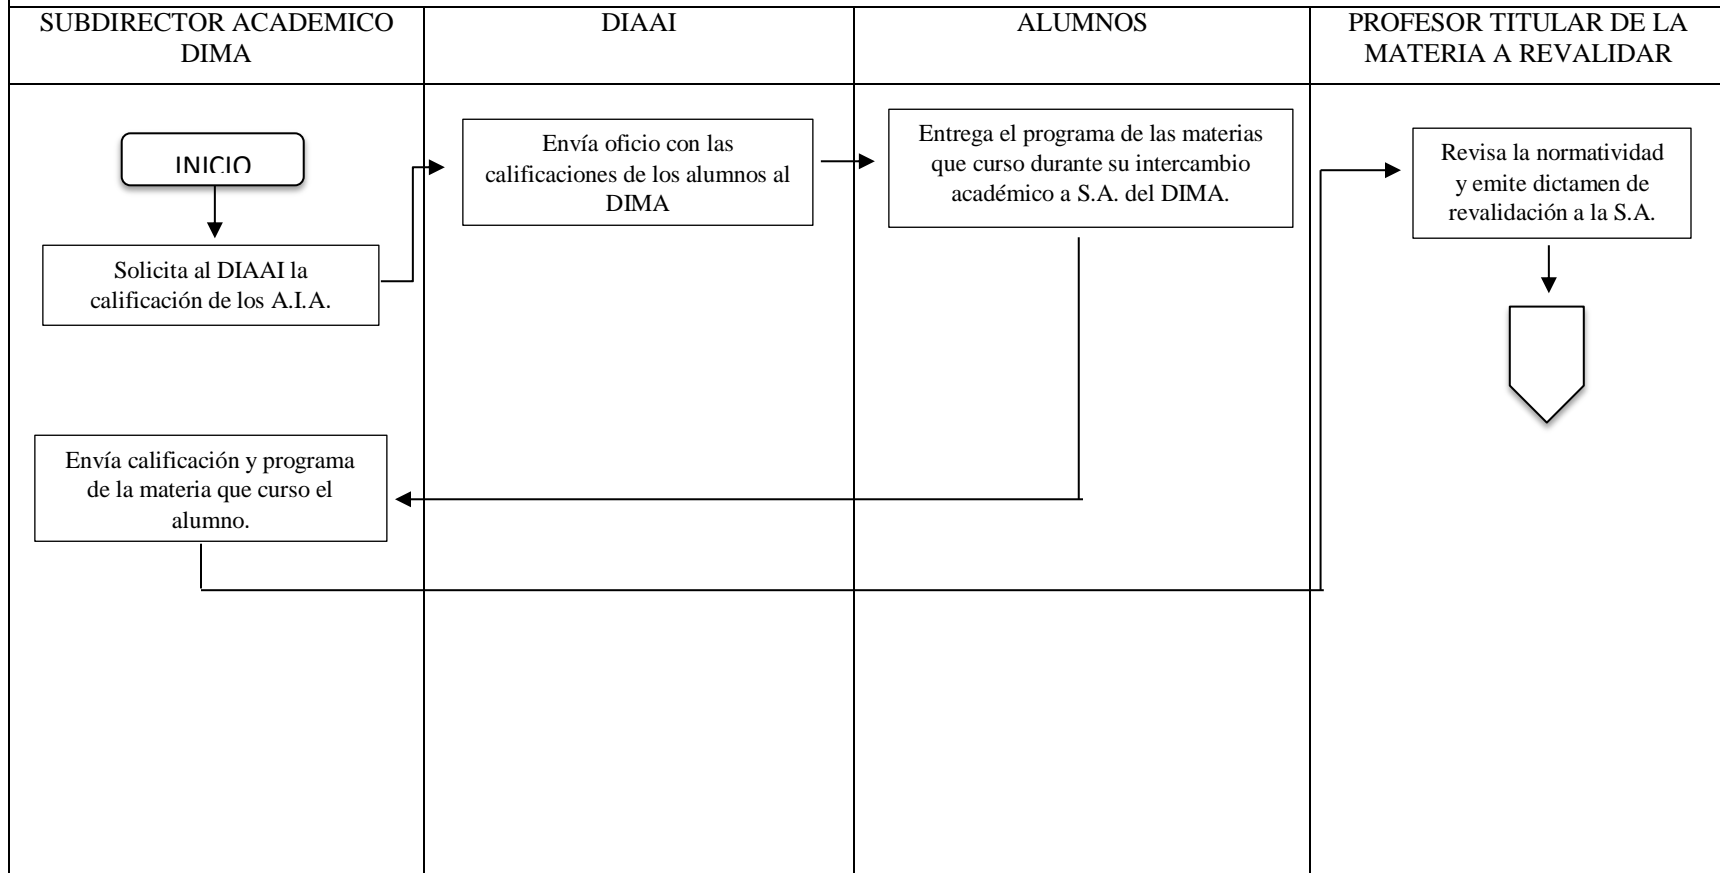 SUBDIRECTOR ACADEMICO
DIMA
DIAAI
ALUMNOS
PROFESOR TITULAR DE LA
MATERIA A REVALIDAR
INICIO
Solicita al DIAAI la
calificación de los A.I.A.
Envía oficio con las
calificaciones de los alumnos al
DIMA
Entrega el programa de las materias
que curso durante su intercambio
académico a S.A. del DIMA.
Revisa la normatividad
y emite dictamen de
revalidación a la S.A.
Envía calificación y programa
de la materia que curso el
alumno.